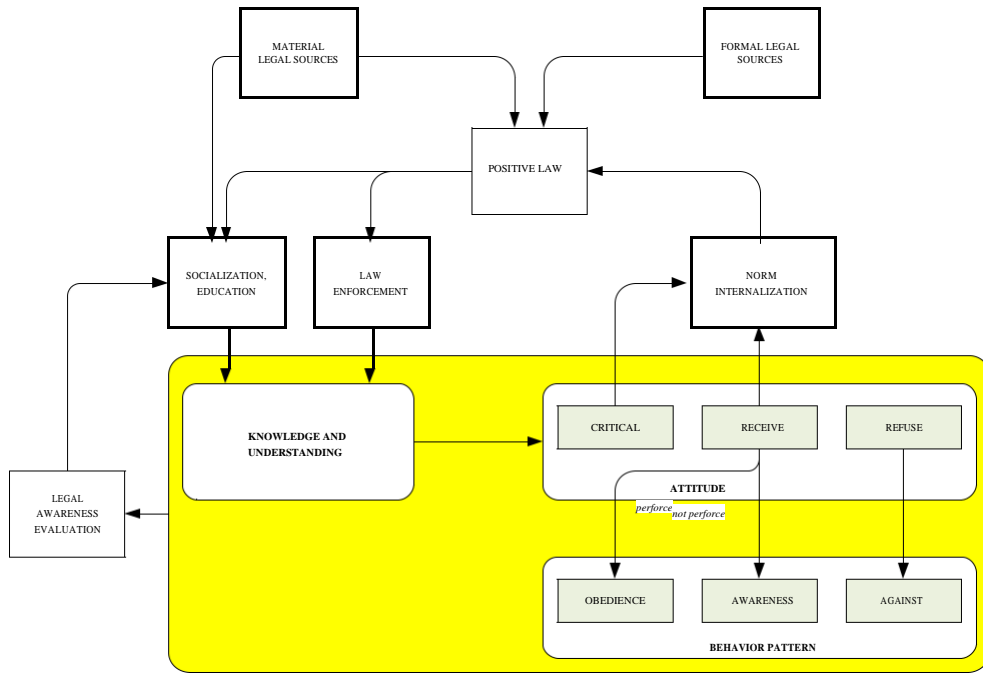 MATERIAL
LEGAL SOURCES
FORMAL LEGAL
SOURCES
POSITIVE LAW
SOCIALIZATION,
EDUCATION
LAW
ENFORCEMENT
NORM
INTERNALIZATION
KNOWLEDGE AND
UNDERSTANDING
CRITICAL
RECEIVE
REFUSE
ATTITUDE
perforce
not perforce
LEGAL
AWARENESS
EVALUATION
OBEDIENCE
AWARENESS
AGAINST
BEHAVIOR PATTERN